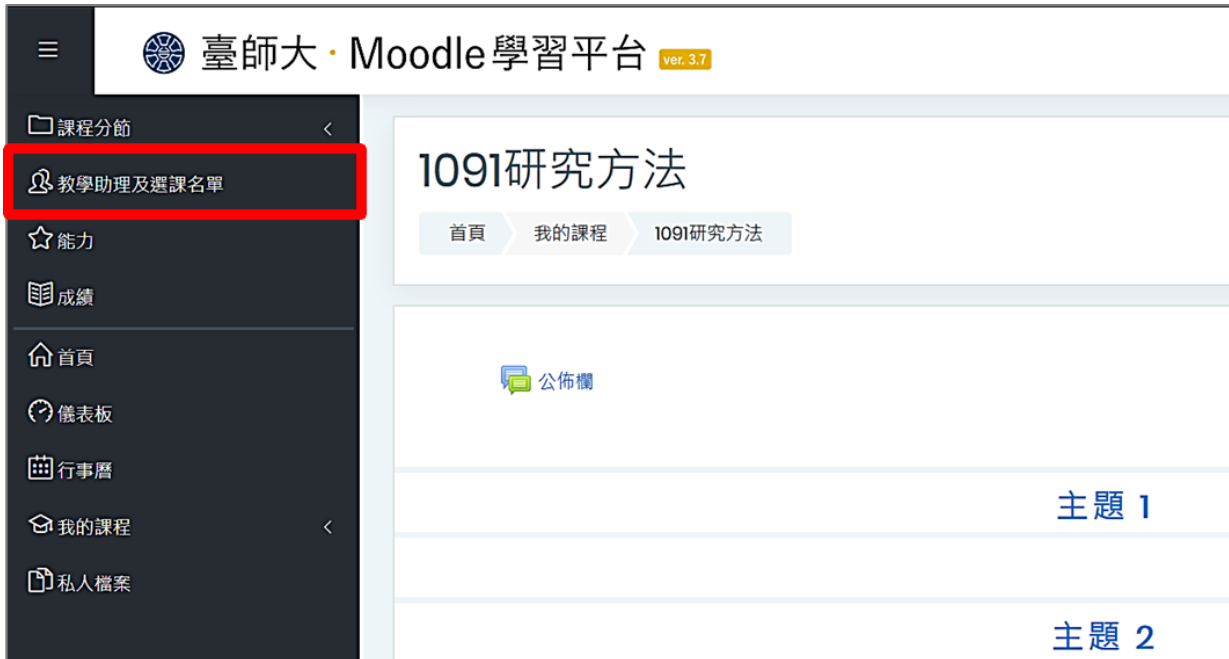 臺師大·Moodle學習平台 ver. 3.7
課程分節
教學助理及選課名單
能力
成績
首頁
儀表板
行事曆
我的課程
私人檔案
1091研究方法
首頁 我的課程 1091研究方法
公佈欄
主題 1
主題 2